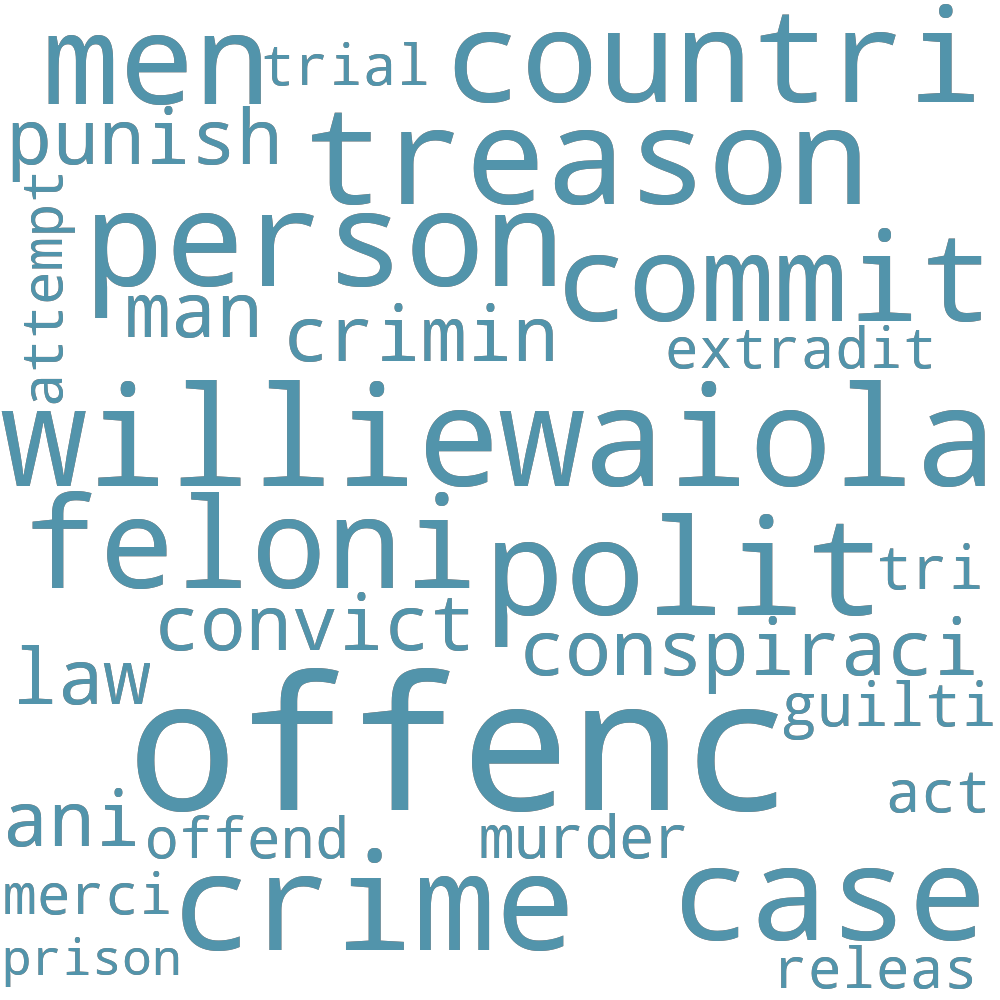 men trial countri
punish treason
attempt
person commit
man crimin extradit
williewaiola
feloni polit tri
convict conspiraci
law guilti
offenc
ani offend murder act
merci crime case
prison releas